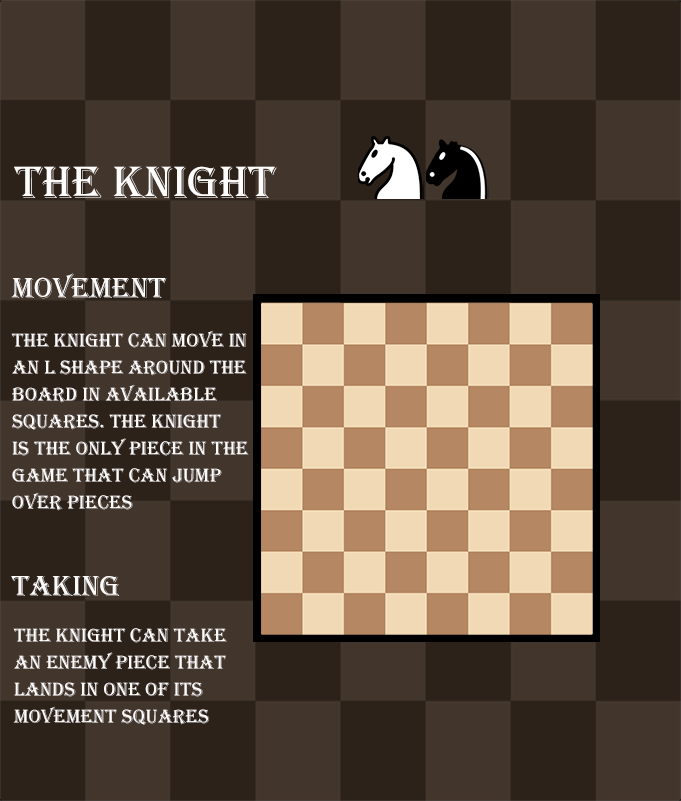 THE KNIGHT
MOVEMENT
THE KNIGHT CAN MOVE IN
AN L SHAPE AROUND THE
BOARD IN AVAILABLE
SQUARES. THE KNIGHT
IS THE ONLY PIECE IN THE
GAME THAT CAN JUMP
OVER PIECES
TAKING
THE KNIGHT CAN TAKE
AN ENEMY PIECE THAT
LANDS IN ONE OF ITS
MOVEMENT SQUARES